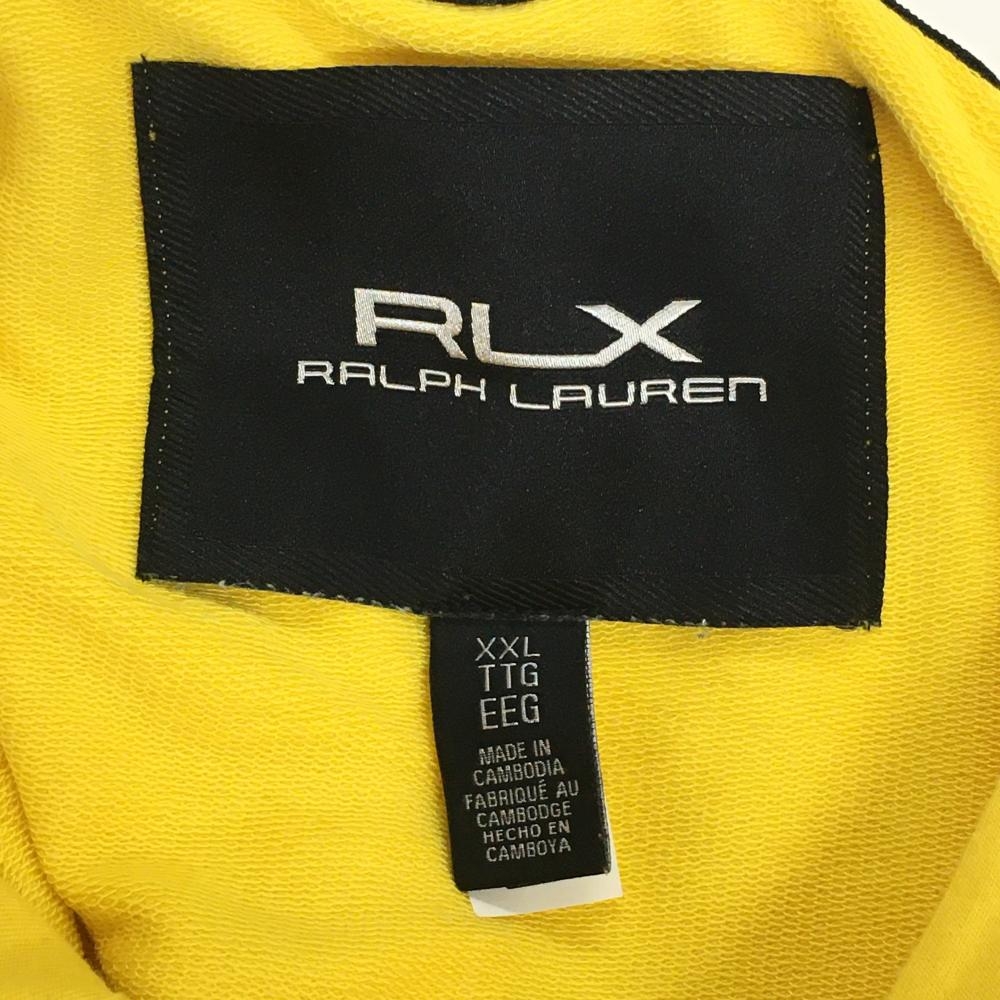 RLX
RALPH LAUREN
XXL
TTG
EEG
MADE IN
CAMBODIA
FABRIQUÉ AU
CAMBODGE
HECHO EN
CAMBOYA